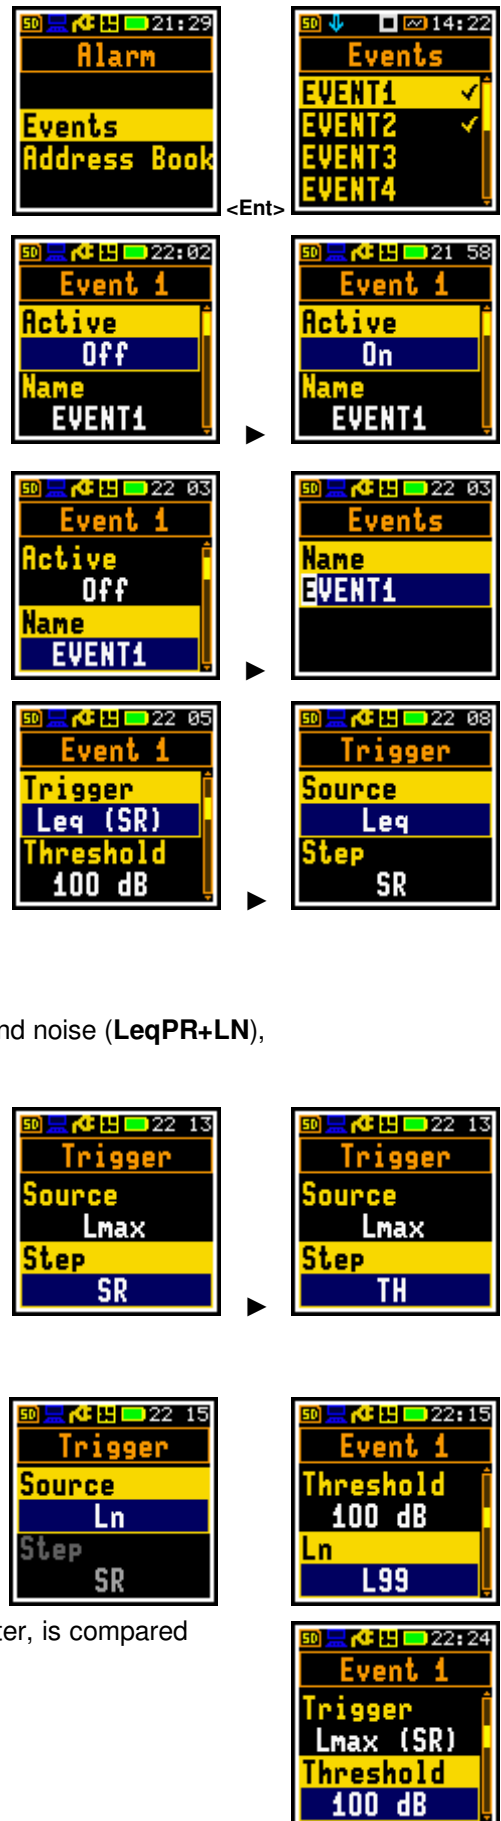 21:29
Alarm
Events
Address Book
<Ent>
14:22
Events
EVENT1
EVENT2
EVENT3
EVENT4
22:02
Event 1
Active
Off
Name
EVENT1
21 58
Event 1
Active
On
Name
EVENT1
22 03
Event 1
Active
Off
Name
EVENT1
22 03
Events
Name
EVENT1
22 05
Event 1
Trigger
Leq (SR)
Threshold
100 dB
22 08
Trigger
Source
Leq
Step
SR
nd noise (LeqPR+LN),
22 13
Trigger
Source
Lmax
Step
SR
22 13
Trigger
Source
Lmax
Step
TH
22 15
Trigger
Source
Ln
Step
SR
22:15
Event 1
Threshold
100 dB
Ln
L99
ter, is compared
22:24
Event 1
Trigger
Lmax (SR)
Threshold
100 dB